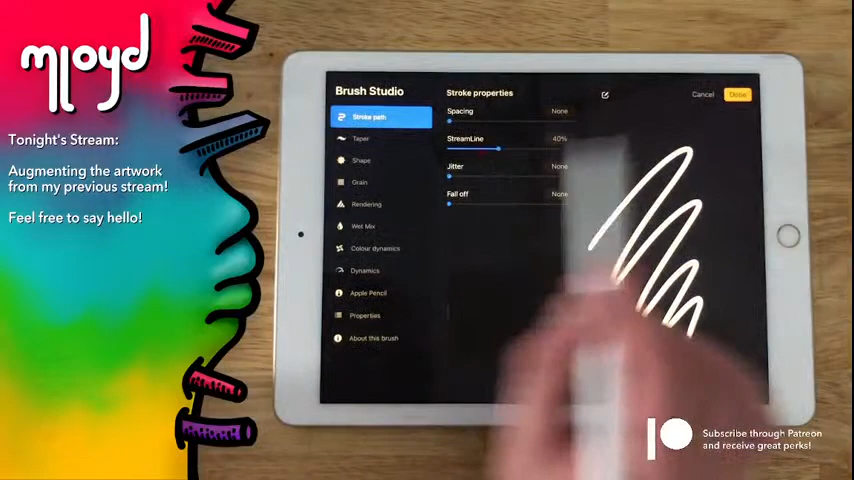 mloyd
Tonight's Stream:
Augmenting the artwork
from my previous stream!
Feel free to say hello!
Brush Studio
Stroke path
Taper
Shape
Grain
Rendering
Wet Mix
Colour dynamics
Dynamics
Apple Pencil
Properties
About this brush
Stroke properties
Cancel
Done
Spacing None
StreamLine 40%
Jitter None
Fall off None
Subscribe through Patreon
and receive great perks!